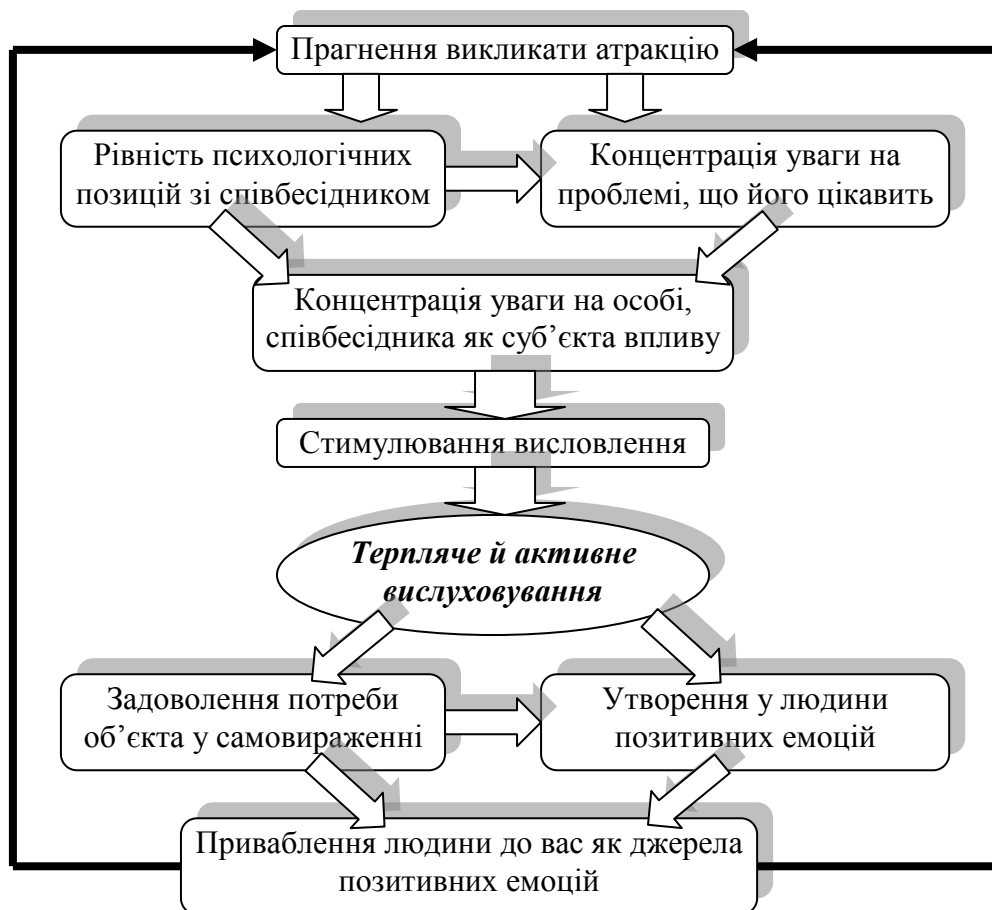 Прагнення викликати атракцію
Рівність психологічних
позицій зі співбесідником
Концентрація уваги на
проблемі, що його цікавить
Концентрація уваги на особі,
співбесідника як суб’єкта впливу
Стимулювання висловлення
Терпляче й активне
вислуховування
Задоволення потреби
об’єкта у самовираженні
Утворення у людини
позитивних емоцій
Приваблення людини до вас як джерела
позитивних емоцій